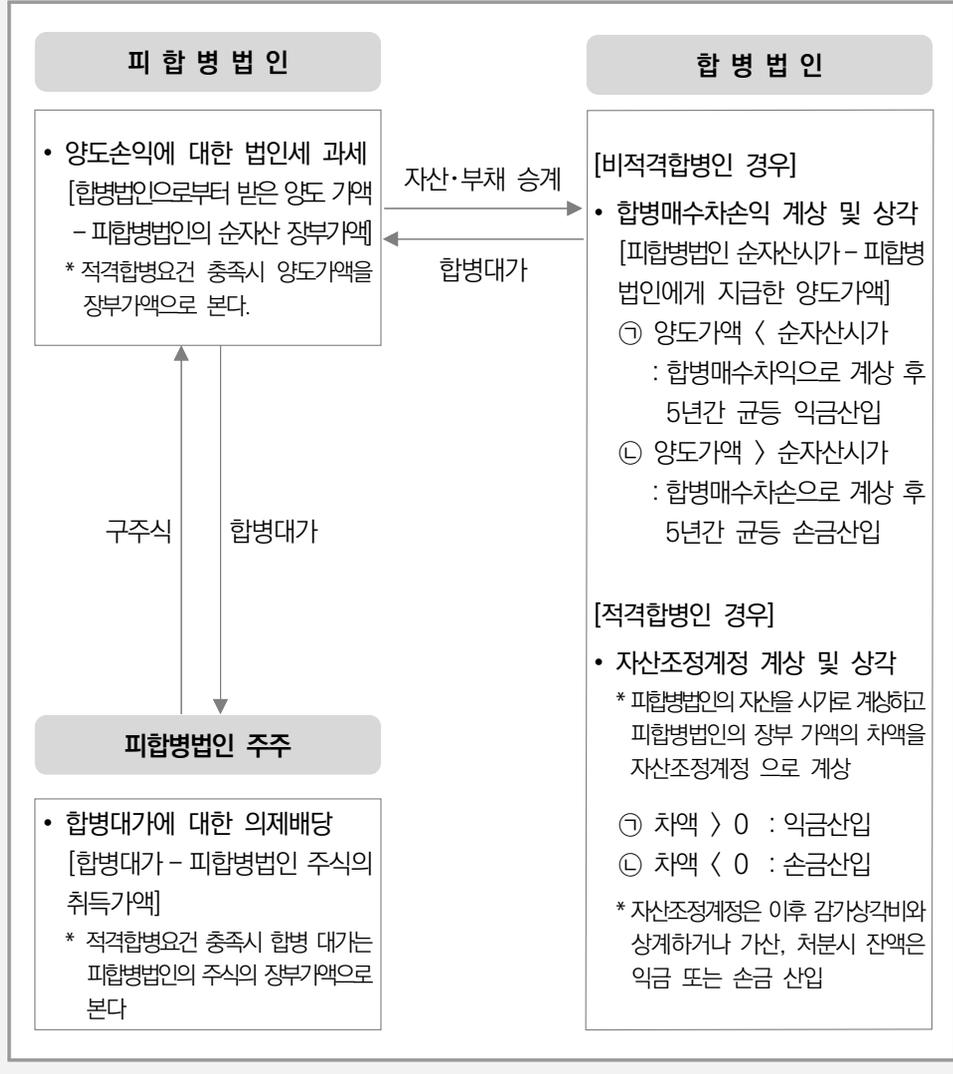 피 합 병 법 인
• 양도손익에 대한 법인세 과세
[합병법인으로부터 받은 양도 가액
– 피합병법인의 순자산 장부가액]
* 적격합병요건 충족시 양도가액을
장부가액으로 본다.
자산·부채 승계
합병대가
구주식
합병대가
피합병법인 주주
• 합병대가에 대한 의제배당
[합병대가 – 피합병법인 주식의
취득가액]
* 적격합병요건 충족시 합병 대가는
피합병법인의 주식의 장부가액으로
본다
합 병 법 인
[비적격합병인 경우]
• 합병매수차손익 계상 및 상각
[피합병법인 순자산시가 – 피합병
법인에게 지급한 양도가액]
㉠ 양도가액 < 순자산시가
: 합병매수차익으로 계상 후
5년간 균등 익금산입
㉡ 양도가액 > 순자산시가
: 합병매수차손으로 계상 후
5년간 균등 손금산입
[적격합병인 경우]
• 자산조정계정 계상 및 상각
* 피합병법인의 자산을 시가로 계상하고
피합병법인의 장부 가액의 차액을
자산조정계정 으로 계상
㉠ 차액 > 0 : 익금산입
㉡ 차액 < 0 : 손금산입
* 자산조정계정은 이후 감가상각비와
상계하거나 가산, 처분시 잔액은
익금 또는 손금 산입